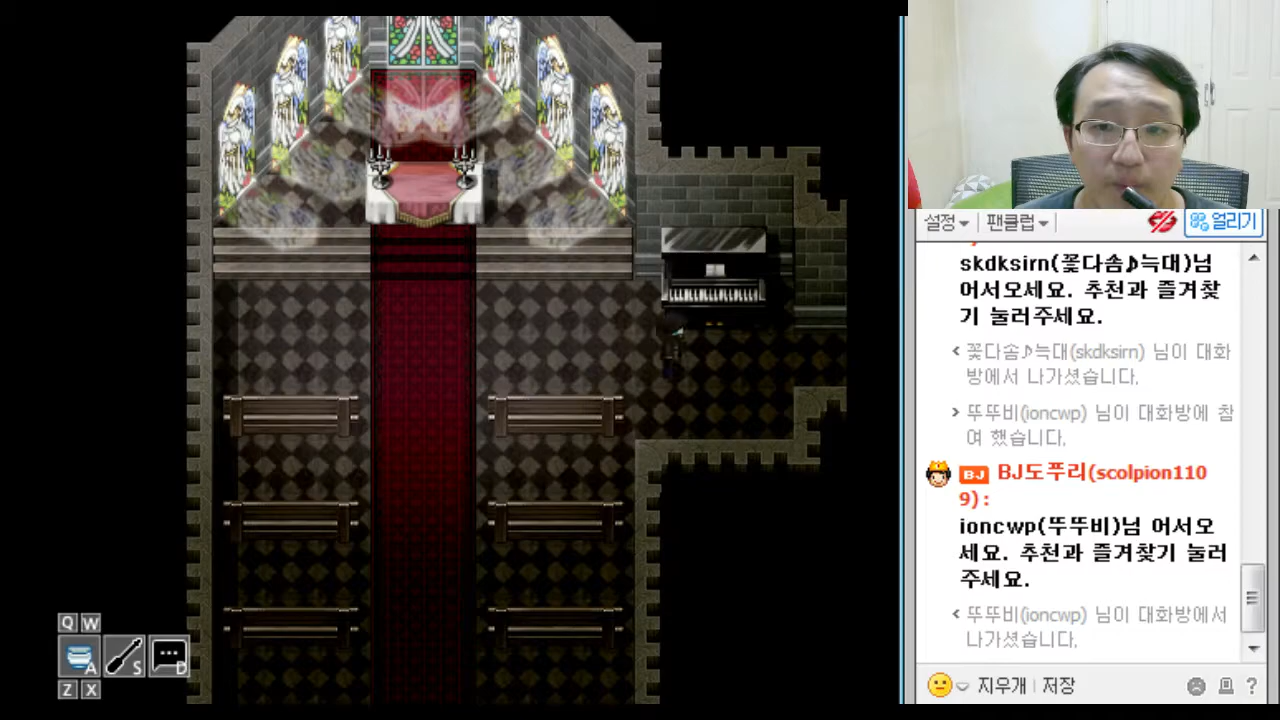 설정 팬클럽 얼리기
skdksirn(꽃다솜♪늑대)님
어서오세요. 추천과 즐겨찾
기 눌러주세요.
< 꽃다솜♪늑대(skdksirn) 님이 대화
방에서 나가셨습니다.
> 뚜뚜비(ioncwp) 님이 대화방에 참
여 했습니다.
BJ BJ도푸리(scolpion110
9) :
ioncwp(뚜뚜비)님 어서오
세요. 추천과 즐겨찾기 눌러
주세요.
< 뚜뚜비(ioncwp) 님이 대화방에서
나가셨습니다.
지우개 저장 ?
Q W
A S D
Z X